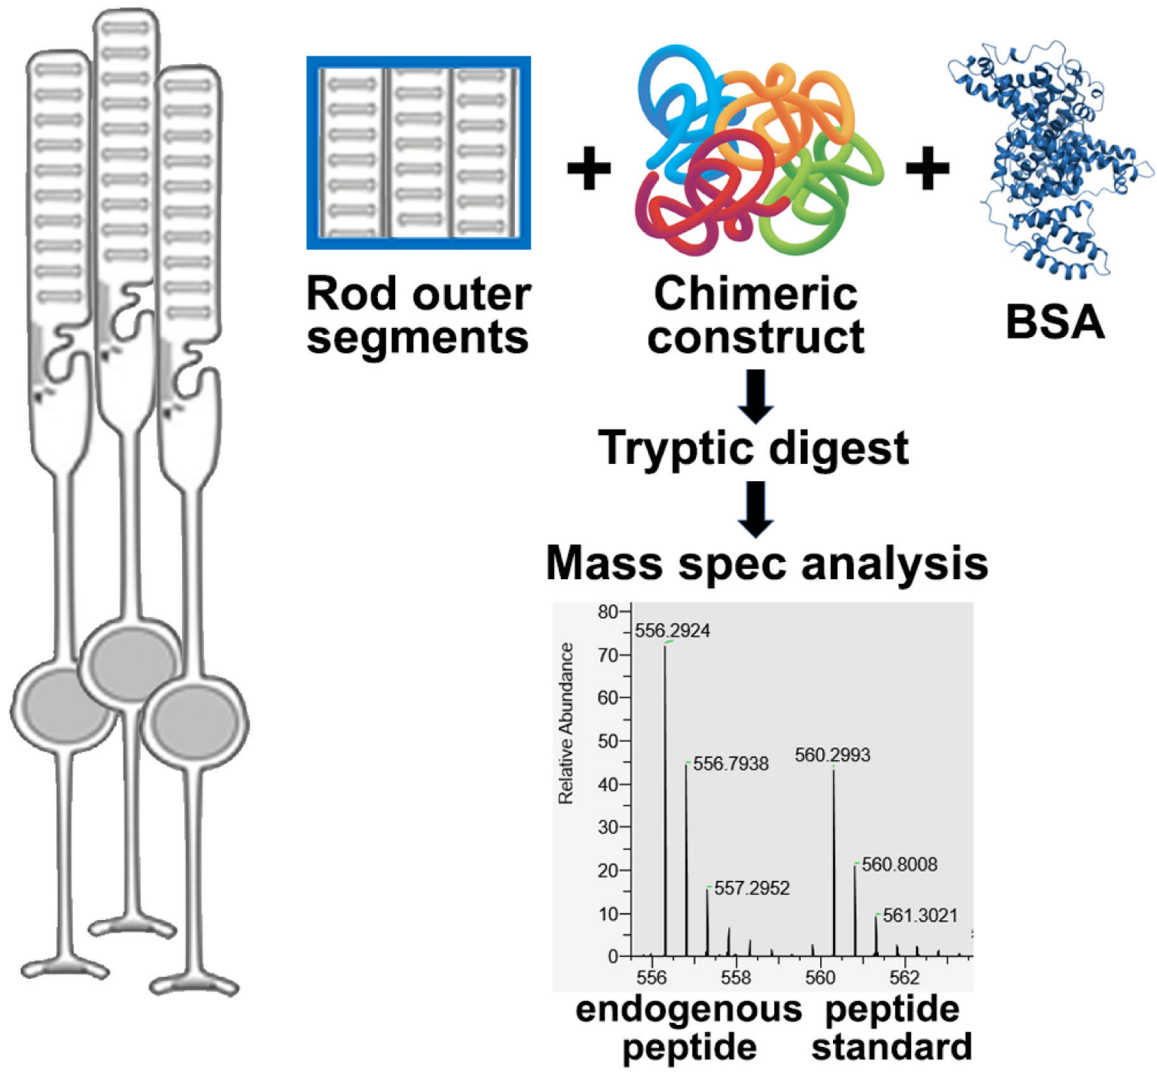 +
+
Rod outer
segments
Chimeric
construct
BSA
Tryptic digest
Mass spec analysis
Relative Abundance
80
70
60
50
40
30
20
10
0
556.2924
556.7938
557.2952
560.2993
560.8008
561.3021
556
558
560
562
endogenous
peptide
peptide
standard